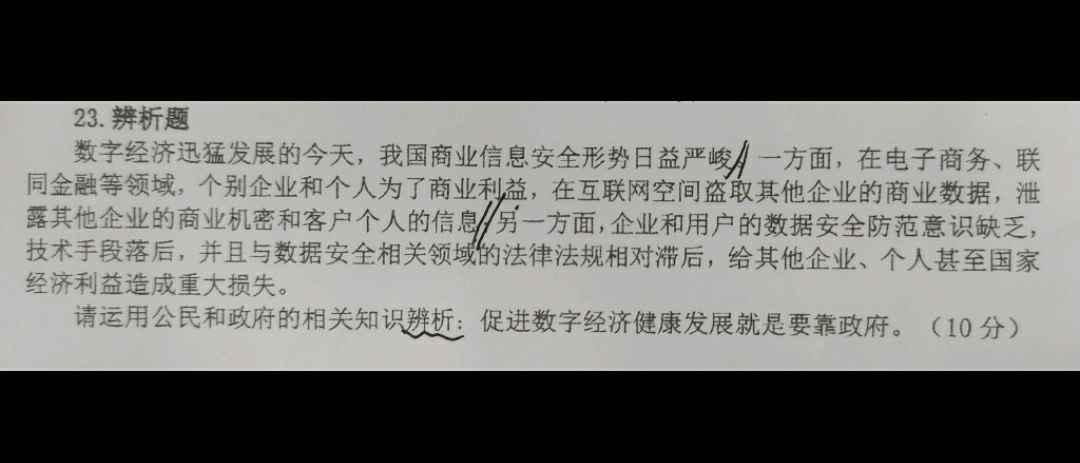 23.辨析题
数字经济迅猛发展的今天，我国商业信息安全形势日益严峻。一方面，在电子商务、联
同金融等领域，个别企业和个人为了商业利益，在互联网空间盗取其他企业的商业数据，泄
露其他企业的商业机密和客户个人的信息。另一方面，企业和用户的数据安全防范意识缺乏，
技术手段落后，并且与数据安全相关领域的法律法规相对滞后，给其他企业、个人甚至国家
经济利益造成重大损失。
请运用公民和政府的相关知识辨析：促进数字经济健康发展就是要靠政府。（10 分）